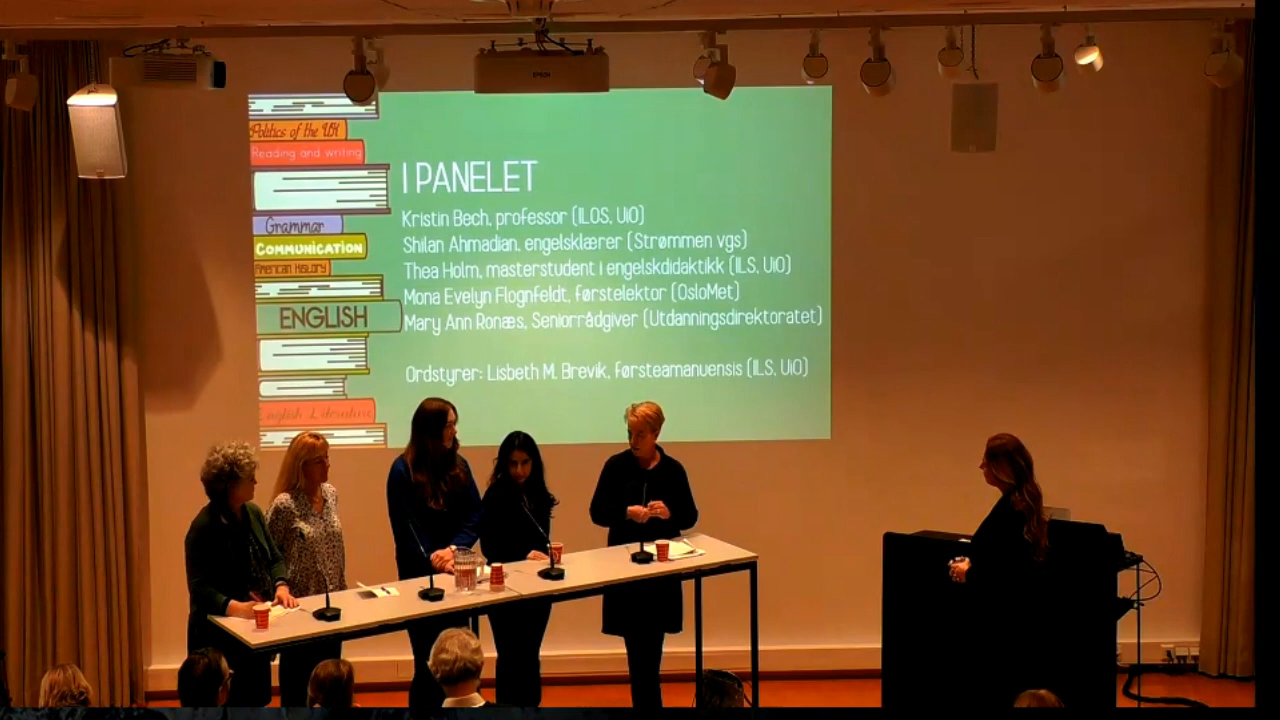 EPSON
Politics of the UK
Reading and writing
Grammar
COMMUNICATION
American History
ENGLISH
English Literature
I PANELET
Kristin Bech, professor (ILOS, UiO)
Shilan Ahmadian, engelsklærer (Strømmen vgs)
Thea Holm, masterstudent i engelskdidaktikk (ILS, UiO)
Mona Evelyn Flognfeldt, førstelektor (OsloMet)
Mary Ann Ronæs, Seniorrådgiver (Utdanningsdirektoratet)
Ordstyrer: Lisbeth M. Brevik, førsteamanuensis (ILS, UiO)